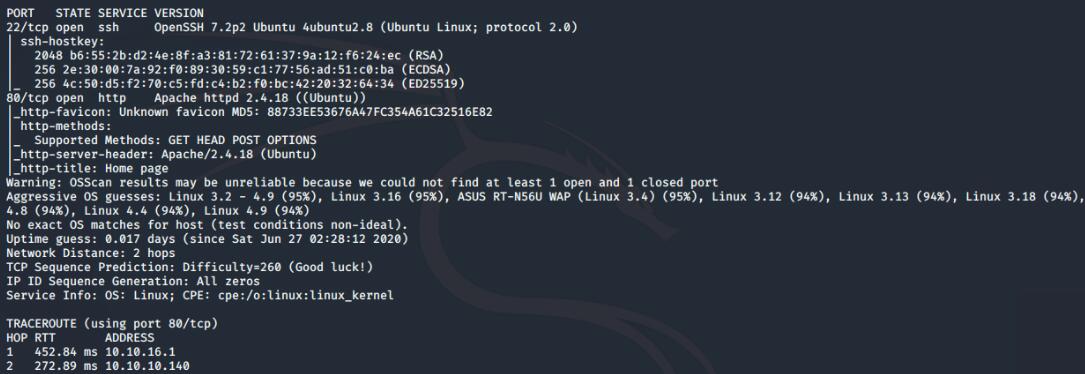 PORT   STATE SERVICE VERSION
22/tcp open  ssh     OpenSSH 7.2p2 Ubuntu 4ubuntu2.8 (Ubuntu Linux; protocol 2.0)
| ssh-hostkey:
|   2048 b6:55:2b:d2:4e:8f:a3:81:72:61:37:9a:12:f6:24:ec (RSA)
|   256 2e:30:00:7a:92:f0:89:30:59:c1:77:56:ad:51:c0:ba (ECDSA)
|_  256 4c:50:d5:f2:70:c5:fd:c4:b2:f0:bc:42:20:32:64:34 (ED25519)
80/tcp open  http    Apache httpd 2.4.18 ((Ubuntu))
|_http-favicon: Unknown favicon MD5: 88733EE53676A47FC354A61C32516E82
| http-methods:
|_  Supported Methods: GET HEAD POST OPTIONS
|_http-server-header: Apache/2.4.18 (Ubuntu)
|_http-title: Home page
Warning: OSScan results may be unreliable because we could not find at least 1 open and 1 closed port
Aggressive OS guesses: Linux 3.2 - 4.9 (95%), Linux 3.16 (95%), ASUS RT-N56U WAP (Linux 3.4) (95%), Linux 3.12 (94%), Linux 3.13 (94%), Linux 3.18 (94%),
4.8 (94%), Linux 4.4 (94%), Linux 4.9 (94%)
No exact OS matches for host (test conditions non-ideal).
Uptime guess: 0.017 days (since Sat Jun 27 02:28:12 2020)
Network Distance: 2 hops
TCP Sequence Prediction: Difficulty=260 (Good luck!)
IP ID Sequence Generation: All zeros
Service Info: OS: Linux; CPE: cpe:/o:linux:linux_kernel

TRACEROUTE (using port 80/tcp)
HOP RTT       ADDRESS
1   452.84 ms 10.10.16.1
2   272.89 ms 10.10.10.140